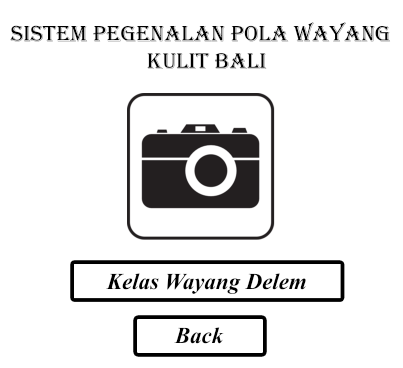 SISTEM PEGENALAN POLA WAYANG
KULIT BALI
Kelas Wayang Delem
Back